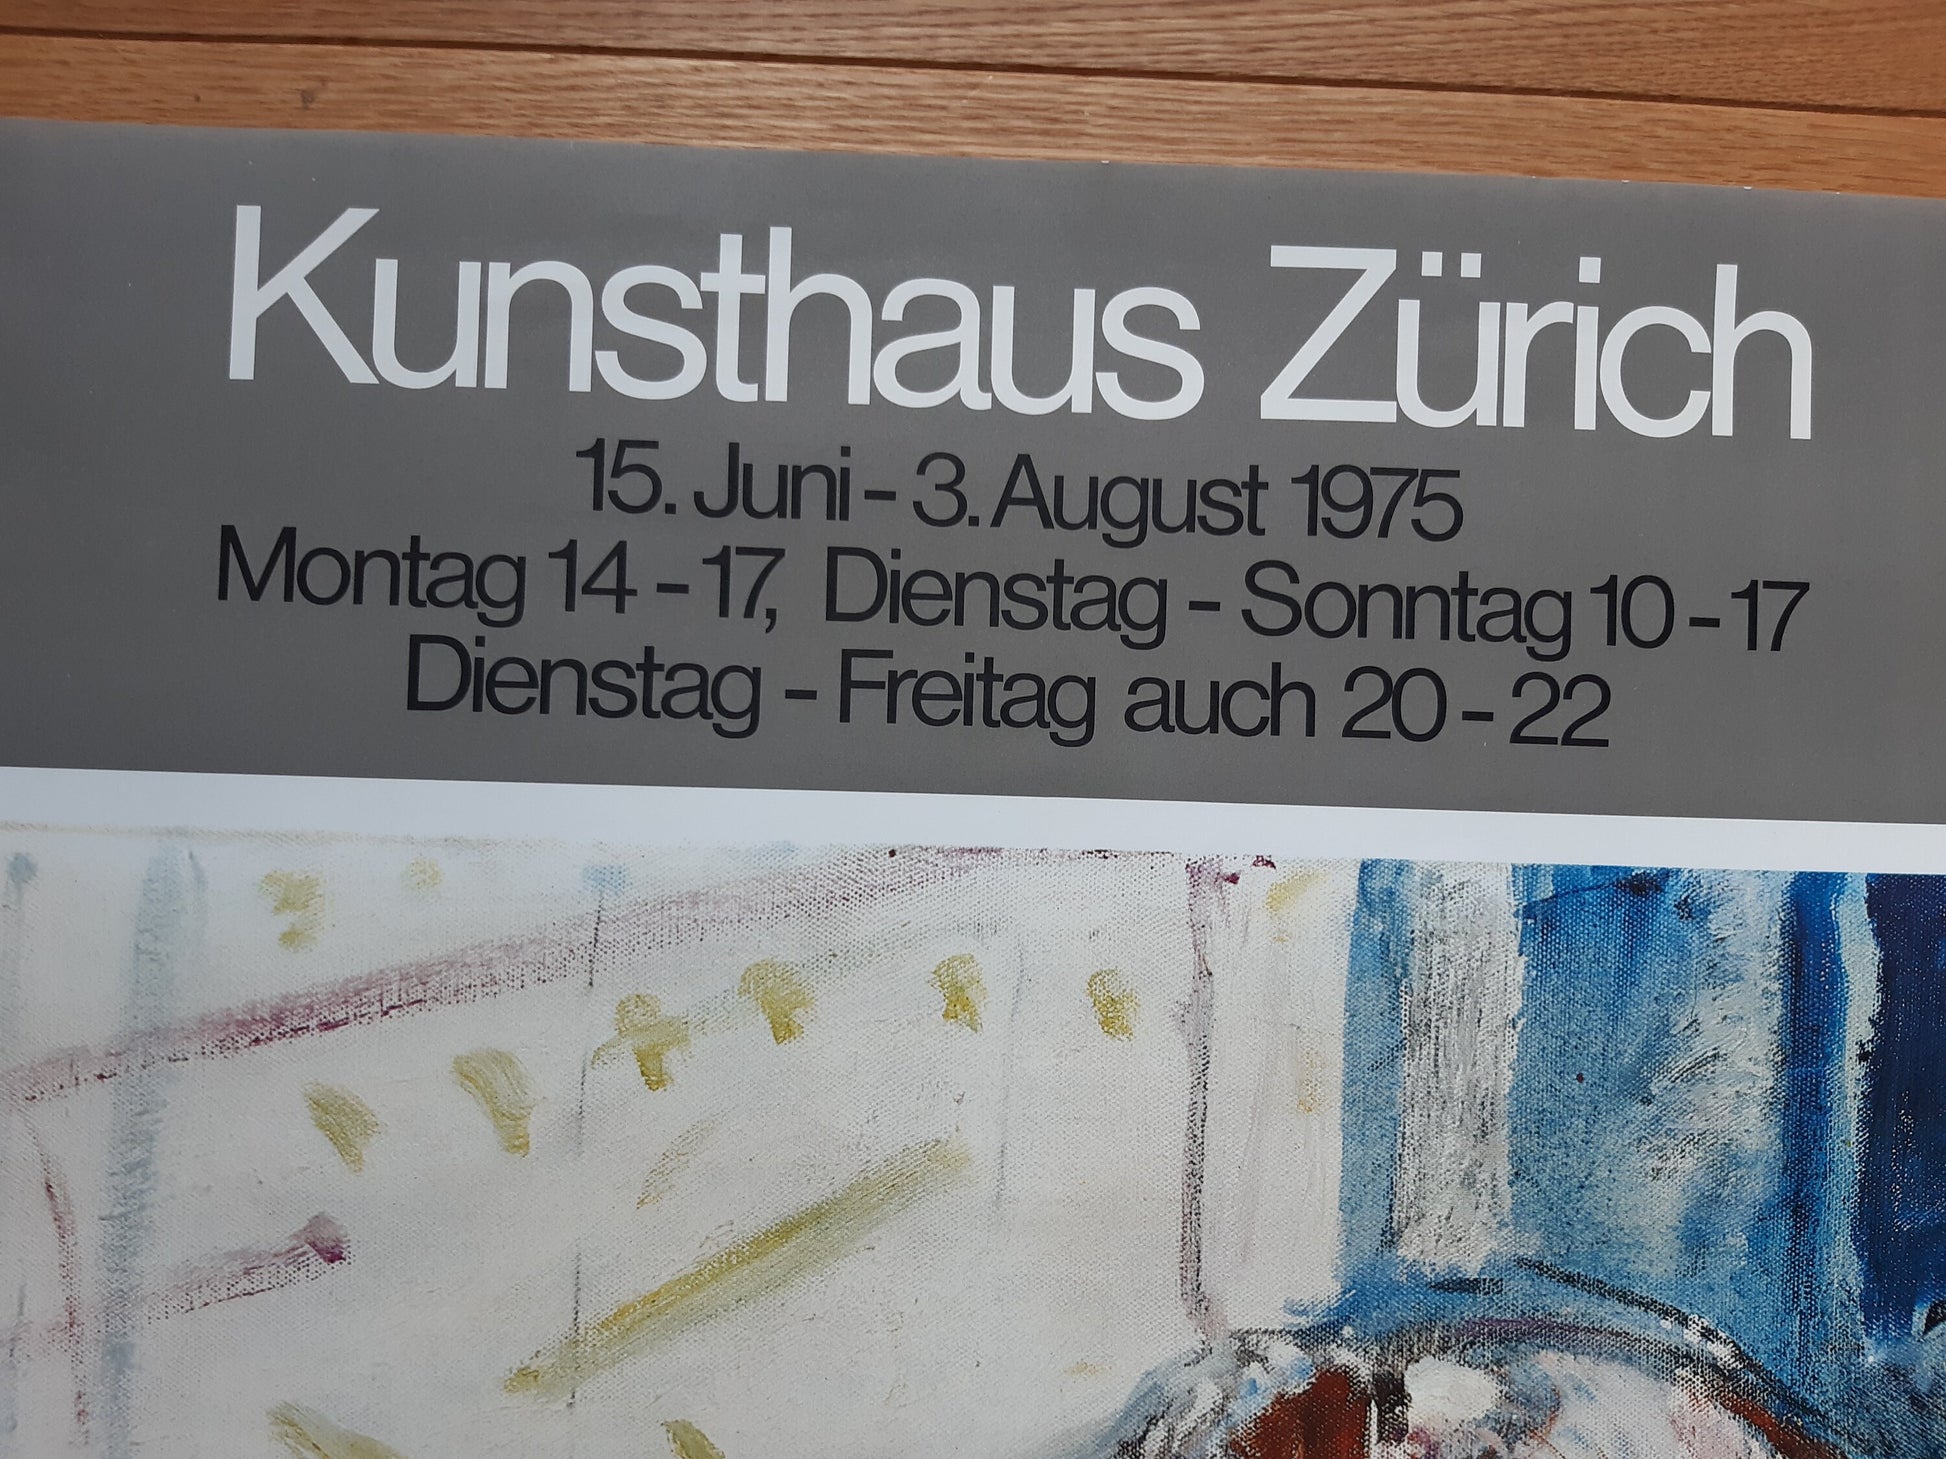 Kunsthaus Zürich
15. Juni - 3. August 1975
Montag 14 - 17, Dienstag - Sonntag 10 - 17
Dienstag - Freitag auch 20 - 22